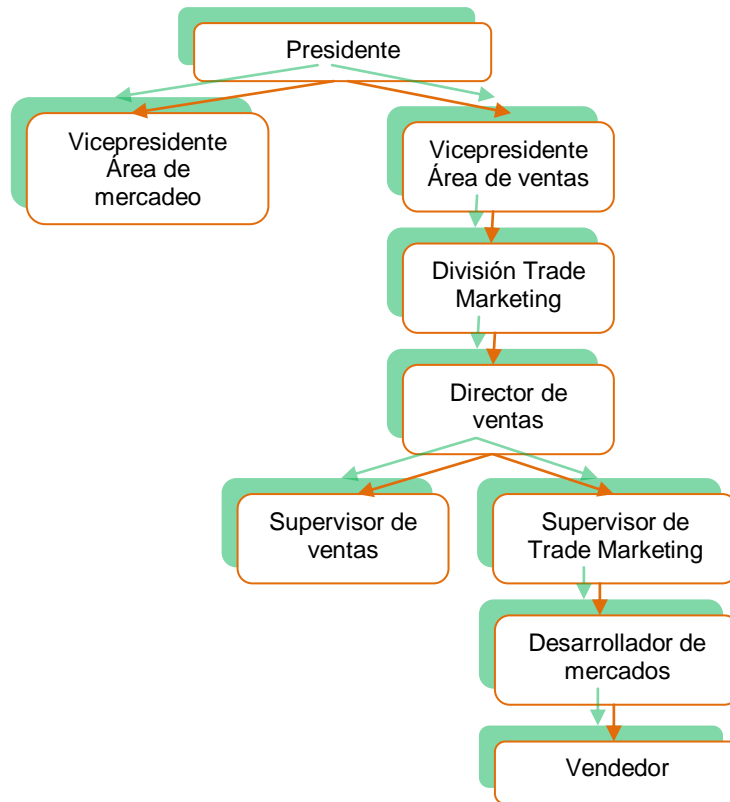 Presidente
Vicepresidente
Área de
mercadeo
Vicepresidente
Área de ventas
División Trade
Marketing
Director de
ventas
Supervisor de
ventas
Supervisor de
Trade Marketing
Desarrollador de
mercados
Vendedor